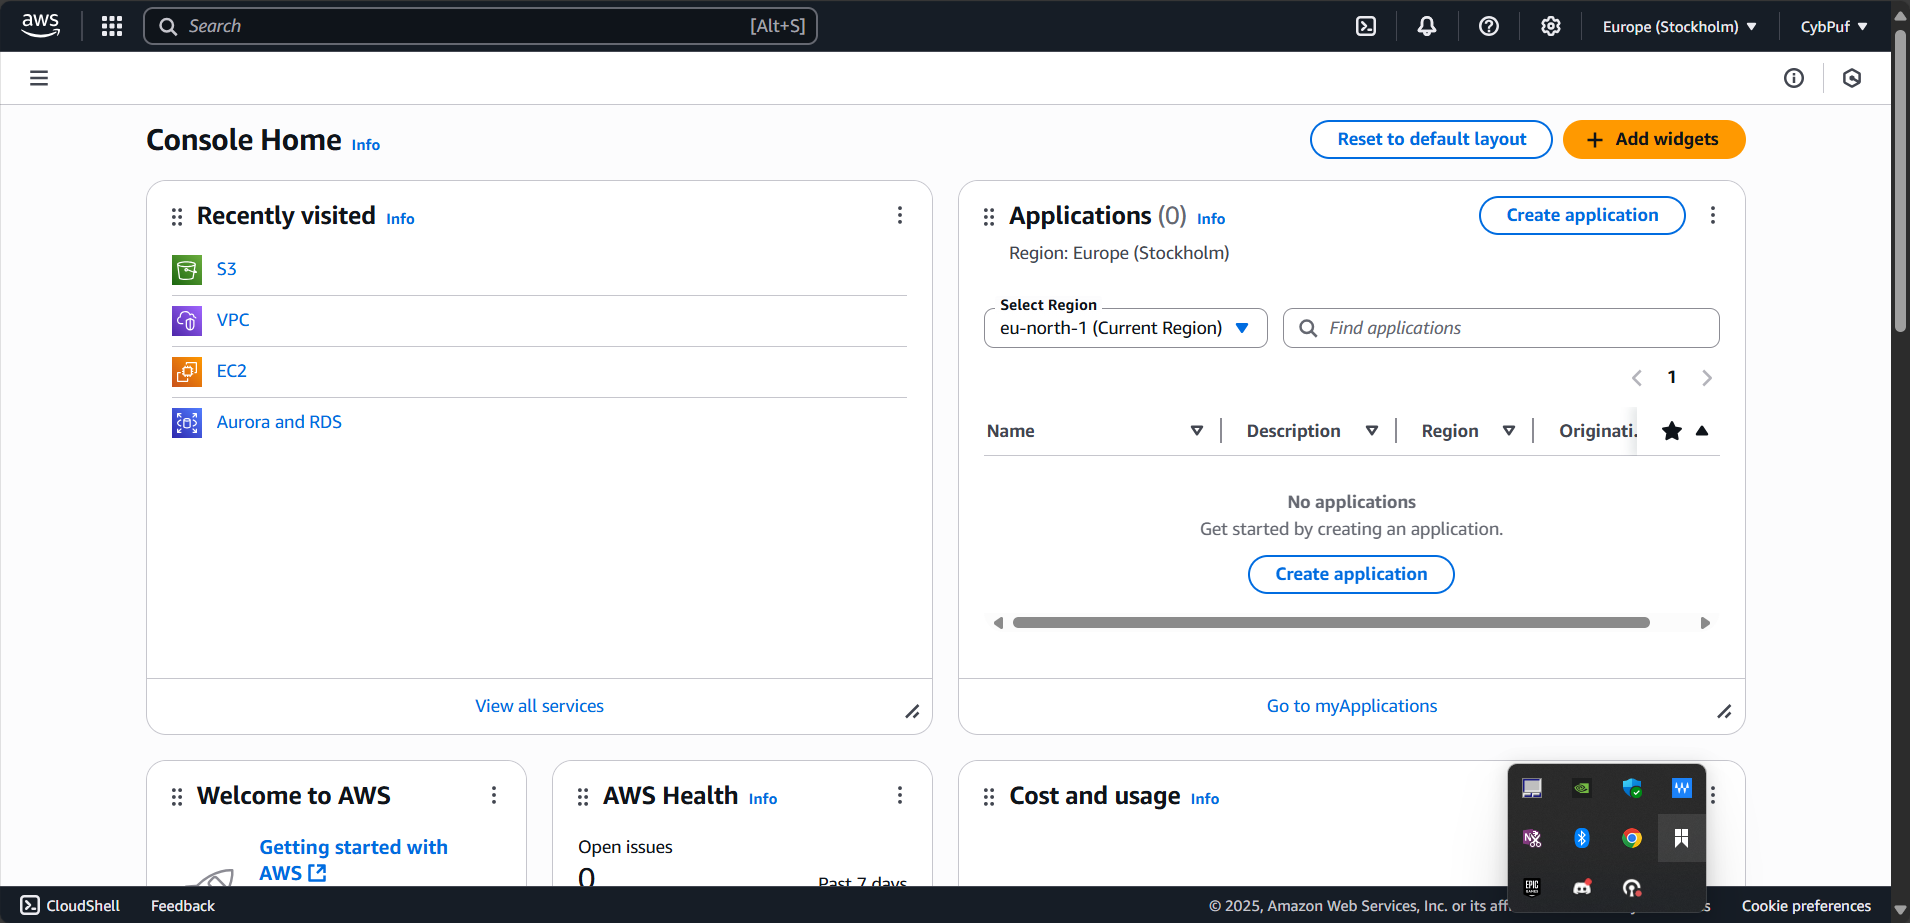 aws
Search
[Alt+S]
Europe (Stockholm)
CybPuf
Console Home Info
Reset to default layout
Add widgets
Recently visited Info
S3
VPC
EC2
Aurora and RDS
View all services
Applications (0) Info
Create application
Region: Europe (Stockholm)
Select Region
eu-north-1 (Current Region)
Find applications
1
Name
Description
Region
Originati.
No applications
Get started by creating an application.
Create application
Go to myApplications
Welcome to AWS
Getting started with
AWS
AWS Health Info
Open issues
0
Past 7 days
Cost and usage Info
EPIC
GAMES
CloudShell
Feedback
© 2025, Amazon Web Services, Inc. or its aff
Cookie preferences